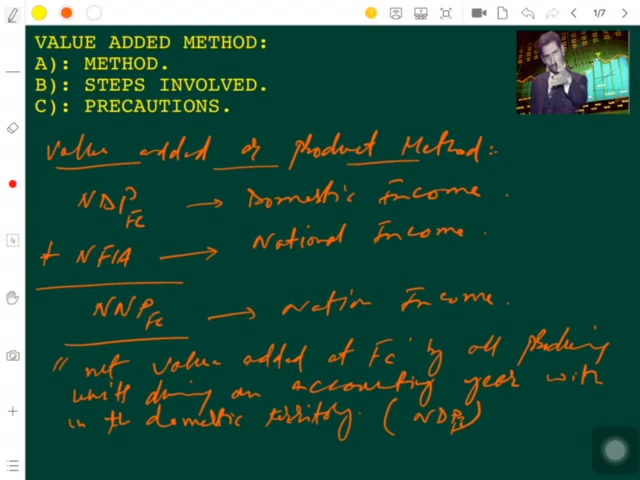 1/7
VALUE ADDED METHOD:
A): METHOD.
B): STEPS INVOLVED.
C): PRECAUTIONS.
Value added or product Method:-
NDP FC → Domestic Income.
+ NFIA → National Income.
NNP FC → Nation Income.
" net value added at FC by all producing
units during an accounting year with
in the domestic territory. (NDP FC)